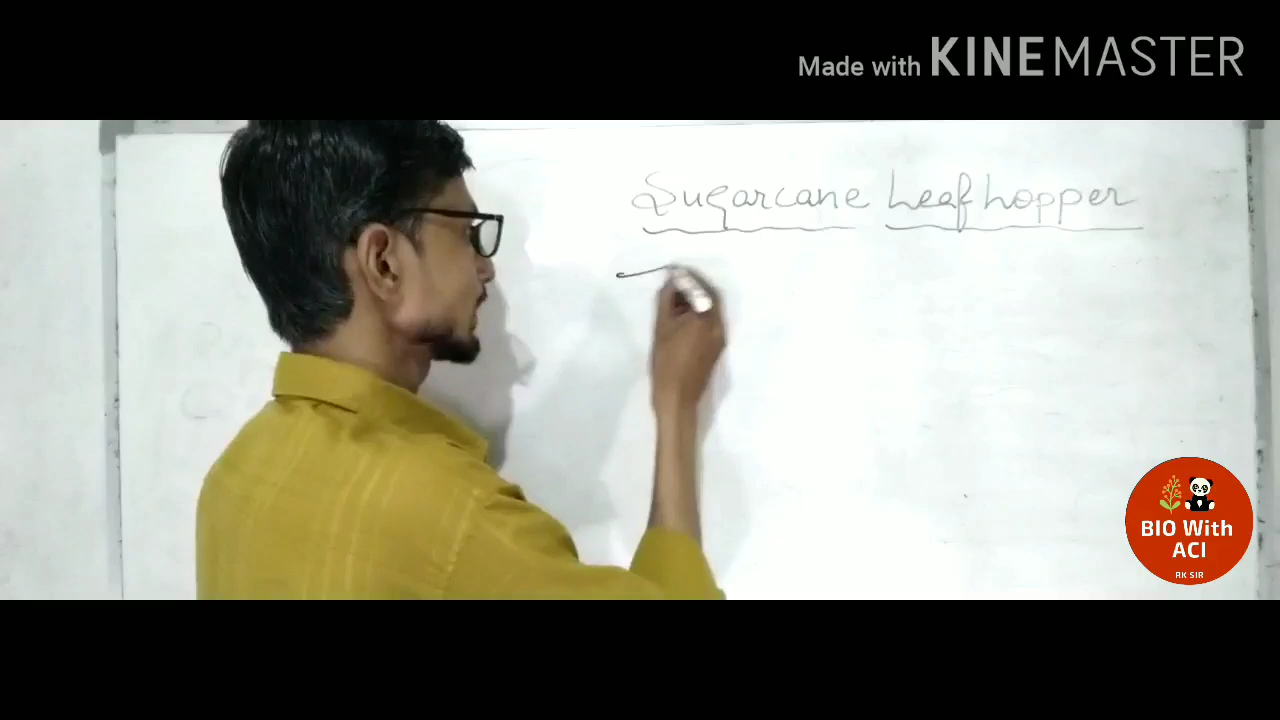 Made with KINEMASTER
Sugarcane Leafhopper
BIO With
ACI
RK SIR